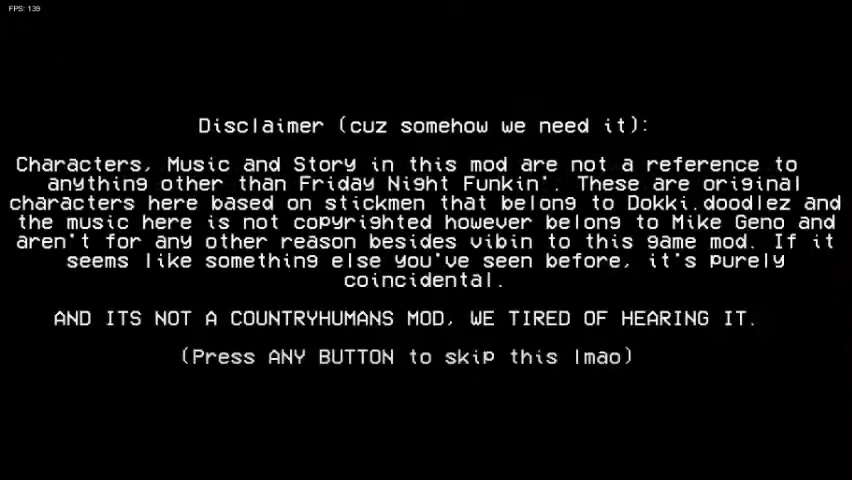 FPS: 139
Disclaimer (cuz somehow we need it):
Characters, Music and Story in this mod are not a reference to
anything other than Friday Night Funkin'. These are original
characters here based on stickmen that belong to Dokki.doodlez and
the music here is not copyrighted however belong to Mike Geno and
aren't for any other reason besides vibin to this game mod. If it
seems like something else you've seen before, it's purely
coincidental.
AND ITS NOT A COUNTRYHUMANS MOD, WE TIRED OF HEARING IT.
(Press ANY BUTTON to skip this lmao)